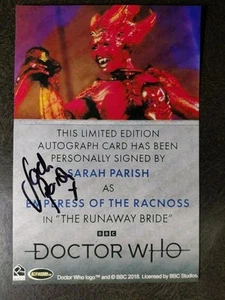 THIS LIMITED EDITION
AUTOGRAPH CARD HAS BEEN
PERSONALLY SIGNED BY
SARAH PARISH
AS
EMPERESS OF THE RACNOSS
IN "THE RUNAWAY BRIDE"
BBC
DOCTOR WHO
Doctor Who logo™ and © BBC 2018. Licensed by BBC Studios.